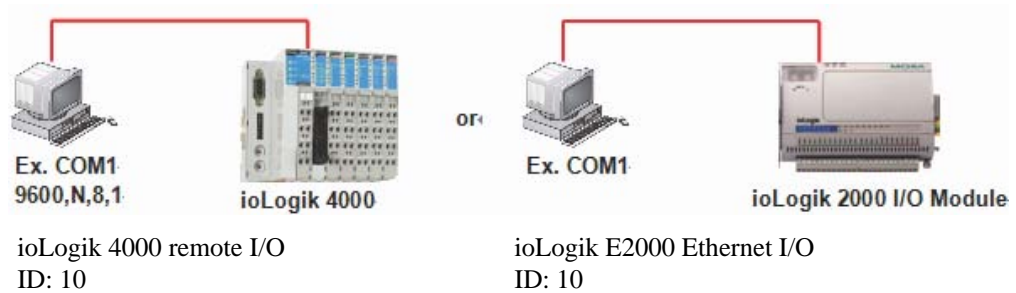 or
Ex. COM1
9600,N,8,1
ioLogik 4000
Ex. COM1
ioLogik 2000 I/O Module
MOXA
ioLogik 4000 remote I/O
ID: 10
ioLogik E2000 Ethernet I/O
ID: 10